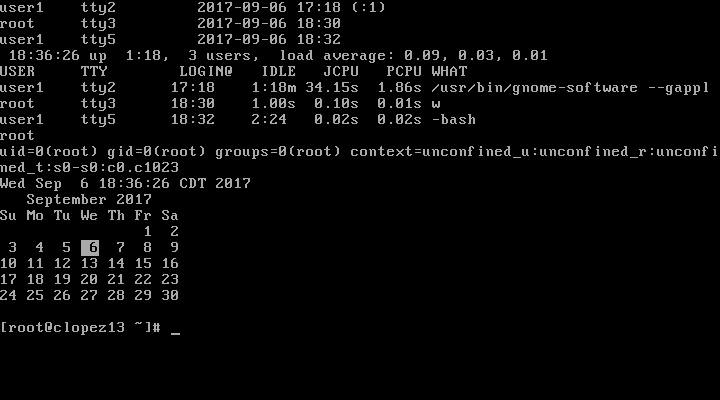 user1    tty2         2017-09-06 17:18 (:1)
root     tty3         2017-09-06 18:30
user1    tty5         2017-09-06 18:32
 18:36:26 up  1:18,  3 users,  load average: 0.09, 0.03, 0.01
USER     TTY        LOGIN@   IDLE   JCPU   PCPU WHAT
user1    tty2      17:18    1:18m 34.15s  1.86s /usr/bin/gnome-software --gappl
root     tty3      18:30    1.00s  0.10s  0.01s w
user1    tty5      18:32    2:24   0.02s  0.02s -bash
root
uid=0(root) gid=0(root) groups=0(root) context=unconfined_u:unconfined_r:unconfi
ned_t:s0-s0:c0.c1023
Wed Sep  6 18:36:26 CDT 2017
   September 2017
Su Mo Tu We Th Fr Sa
                1  2
 3  4  5  6  7  8  9
10 11 12 13 14 15 16
17 18 19 20 21 22 23
24 25 26 27 28 29 30
[root@clopez13 ~]# _